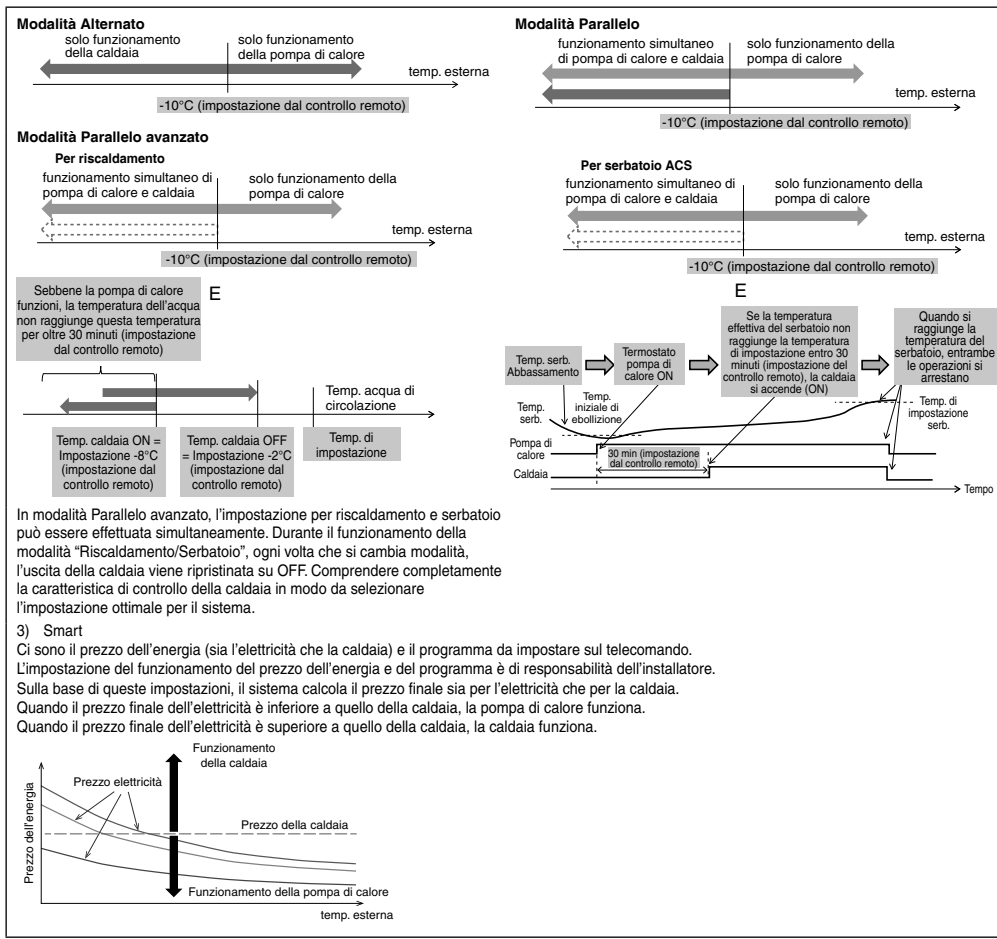 Modalità Alternato
solo funzionamento
della caldaia
solo funzionamento
della pompa di calore
temp. esterna
-10°C (impostazione dal controllo remoto)
Modalità Parallelo
funzionamento simultaneo
di pompa di calore e caldaia
solo funzionamento della
pompa di calore
temp. esterna
-10°C (impostazione dal controllo remoto)
Modalità Parallelo avanzato
Per riscaldamento
funzionamento simultaneo di
pompa di calore e caldaia
solo funzionamento della
pompa di calore
temp. esterna
-10°C (impostazione dal controllo remoto)
Per serbatoio ACS
funzionamento simultaneo di
pompa di calore e caldaia
solo funzionamento della
pompa di calore
temp. esterna
-10°C (impostazione dal controllo remoto)
E
Sebbene la pompa di calore
funzioni, la temperatura dell'acqua
non raggiunge questa temperatura
per oltre 30 minuti (impostazione
dal controllo remoto)
Temp. acqua di
circolazione
Temp. caldaia ON =
Impostazione -8°C
(impostazione dal
controllo remoto)
Temp. caldaia OFF
= Impostazione -2°C
(impostazione dal
controllo remoto)
Temp. di
impostazione
E
Temp. serb.
Abbassamento
Termostato
pompa di
calore ON
Se la temperatura
effettiva del serbatoio non
raggiunge la temperatura
di impostazione entro 30
minuti (impostazione del
controllo remoto), la caldaia
si accende (ON)
Quando si
raggiunge la
temperatura del
serbatoio, entrambe
le operazioni si
arrestano
Temp.
serb.
Temp.
iniziale di
ebollizione
Temp. di
impostazione
serb.
Pompa di
calore
30 min (impostazione
dal controllo remoto)
Caldaia
Tempo
In modalità Parallelo avanzato, l'impostazione per riscaldamento e serbatoio
può essere effettuata simultaneamente. Durante il funzionamento della
modalità “Riscaldamento/Serbatoio”, ogni volta che si cambia modalità,
l'uscita della caldaia viene ripristinata su OFF. Comprendere completamente
la caratteristica di controllo della caldaia in modo da selezionare
l'impostazione ottimale per il sistema.
3) Smart
Ci sono il prezzo dell'energia (sia l'elettricità che la caldaia) e il programma da impostare sul telecomando.
L'impostazione del funzionamento del prezzo dell'energia e del programma è di responsabilità dell'installatore.
Sulla base di queste impostazioni, il sistema calcola il prezzo finale sia per l'elettricità che per la caldaia.
Quando il prezzo finale dell'elettricità è inferiore a quello della caldaia, la pompa di calore funziona.
Quando il prezzo finale dell'elettricità è superiore a quello della caldaia, la caldaia funziona.
Funzionamento
della caldaia
Prezzo elettricità
Prezzo dell'energia
Prezzo della caldaia
Funzionamento della pompa di calore
temp. esterna